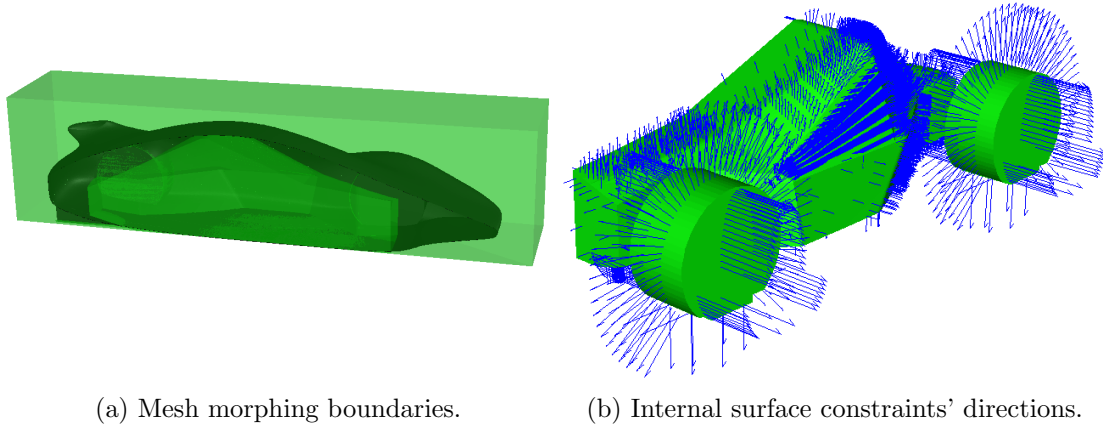 (a) Mesh morphing boundaries.
(b) Internal surface constraints' directions.